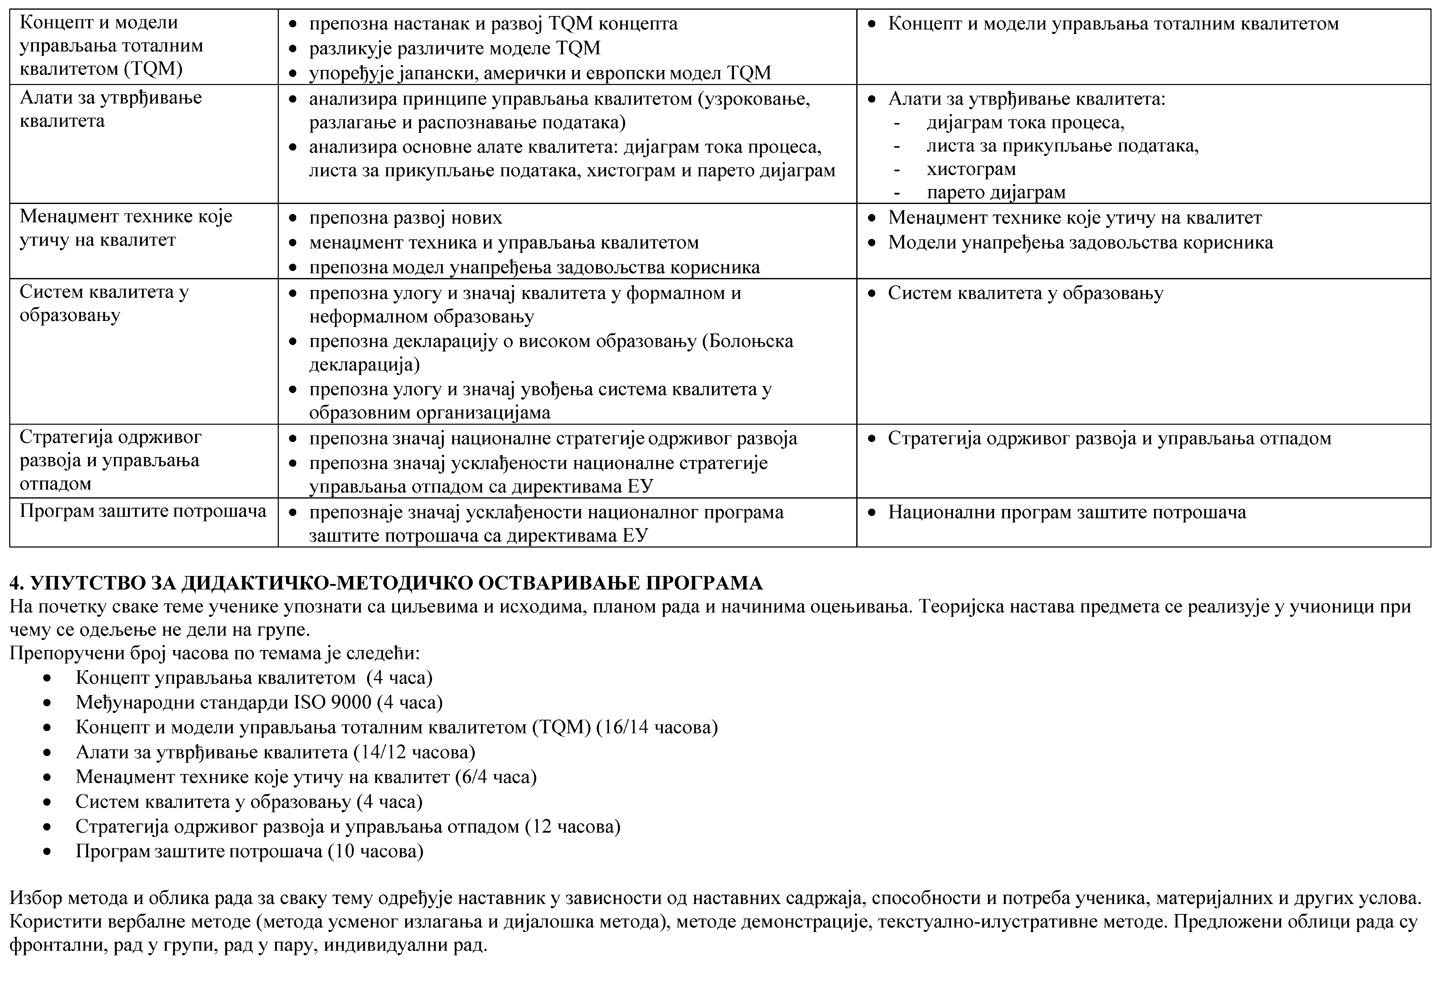 Концепт и модели
управљања тоталним
квалитетом (TQM)
• препозна настанак и развој TQM концепта
• разликује различите моделе TQM
• упоређује јапански, амерички и европски модел TQM
• Концепт и модели управљања тоталним квалитетом
Алати за утврђивање
квалитета
• анализира принципе управљања квалитетом (узроковање,
разлагање и распознавање података)
• анализира основне алате квалитета: дијаграм тока процеса,
листа за прикупљање података, хистограм и парето дијаграм
• Алати за утврђивање квалитета:
- дијаграм тока процеса,
- листа за прикупљање података,
- хистограм
- парето дијаграм
Менаџмент технике које
утичу на квалитет
• препозна развој нових
• менаџмент техника и управљања квалитетом
• препозна модел унапређења задовољства корисника
• Менаџмент технике које утичу на квалитет
• Модели унапређења задовољства корисника
Систем квалитета у
образовању
• препозна улогу и значај квалитета у формалном и
неформалном образовању
• препозна декларацију о високом образовању (Болоњска
декларација)
• препозна улогу и значај увођења система квалитета у
образовним организацијама
• Систем квалитета у образовању
Стратегија одрживог
развоја и управљања
отпадом
• препозна значај националне стратегије одрживог развоја
• препозна значај усклађености националне стратегије
управљања отпадом са директивама ЕУ
• Стратегија одрживог развоја и управљања отпадом
Програм заштите потрошача
• препознаје значај усклађености националног програма
заштите потрошача са директивама ЕУ
• Национални програм заштите потрошача
4. УПУТСТВО ЗА ДИДАКТИЧКО-МЕТОДИЧКО ОСТВАРИВАЊЕ ПРОГРАМА
На почетку сваке теме ученике упознати са циљевима и исходима, планом рада и начинима оцењивања. Теоријска настава предмета се реализује у учионици при
чему се одељење не дели на групе.
Препоручени број часова по темама је следећи:
• Концепт управљања квалитетом (4 часа)
• Међународни стандарди ISO 9000 (4 часа)
• Концепт и модели управљања тоталним квалитетом (TQM) (16/14 часова)
• Алати за утврђивање квалитета (14/12 часова)
• Менаџмент технике које утичу на квалитет (6/4 часа)
• Систем квалитета у образовању (4 часа)
• Стратегија одрживог развоја и управљања отпадом (12 часова)
• Програм заштите потрошача (10 часова)
Избор метода и облика рада за сваку тему одређује наставник у зависности од наставних садржаја, способности и потреба ученика, материјалних и других услова.
Користити вербалне методе (метода усменог излагања и дијалошка метода), методе демонстрације, текстуално-илустративне методе. Предложени облици рада су
фронтални, рад у групи, рад у пару, индивидуални рад.